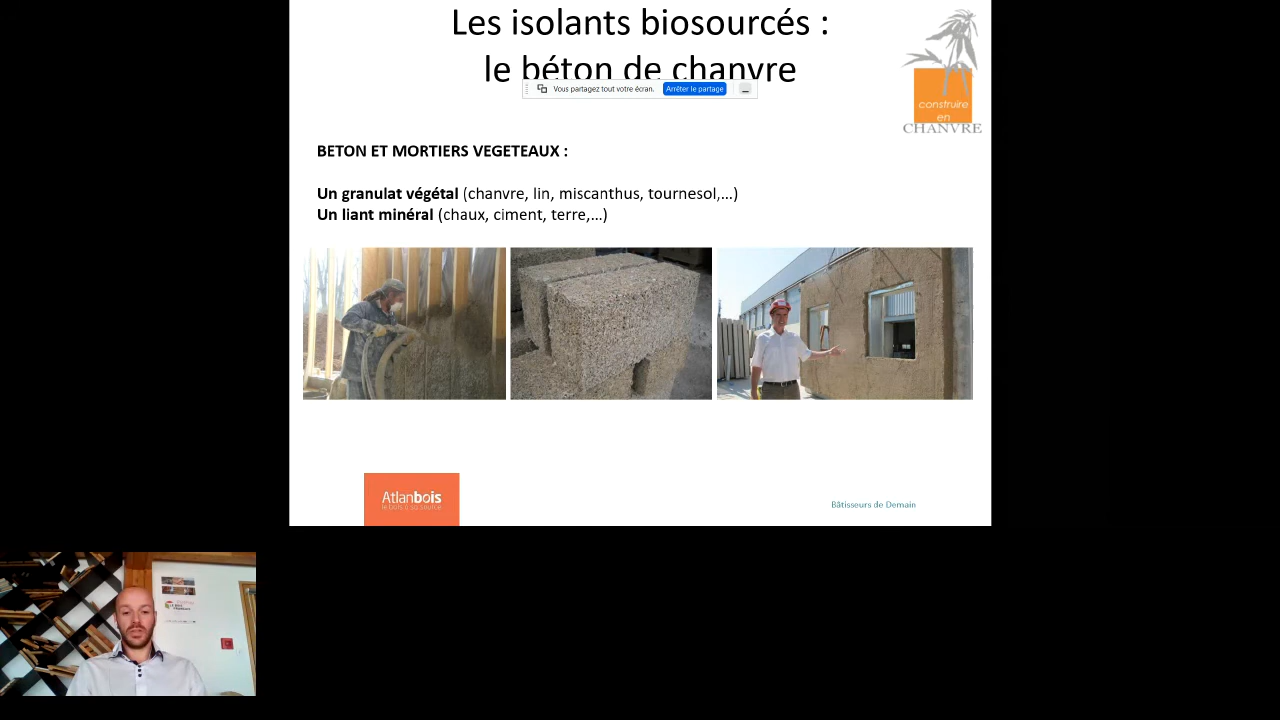 Les isolants biosourcés :
le béton de chanvre
Vous partagez tout votre écran. Arrêter le partage
construire
en
CHANVRE
BETON ET MORTIERS VEGETEAUX :
Un granulat végétal (chanvre, lin, miscanthus, tournesol,...)
Un liant minéral (chaux, ciment, terre,...)
Atlanbois
le bois à sa source
Bâtisseurs de Demain